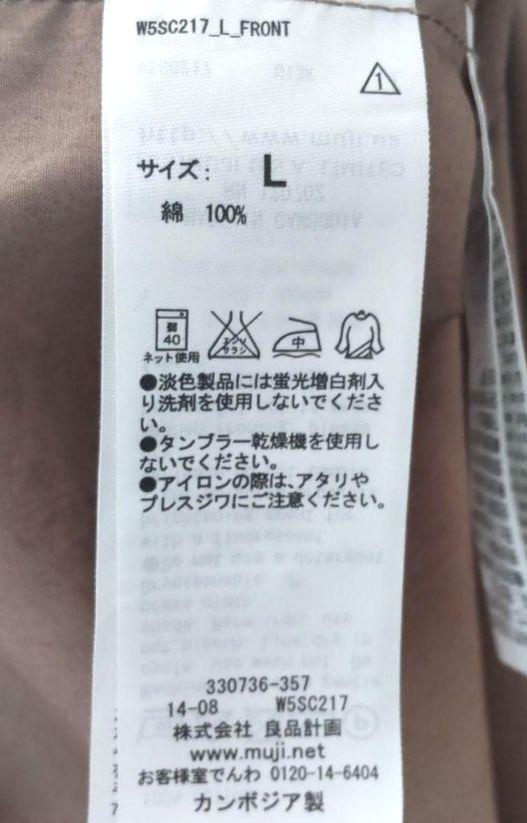 W5SC217_L_FRONT
1
サイズ: L
綿 100%
弱
40
ネット使用
エンソ
サラシ
中
●淡色製品には蛍光増白剤入
り洗剤を使用しないでくださ
い。
●タンブラー乾燥機を使用し
ないでください。
●アイロンの際は、アタリや
プレスジワにご注意ください。
330736-357
14-08 W5SC217
株式会社 良品計画
www.muji.net
お客様室でんわ 0120-14-6404
カンボジア製